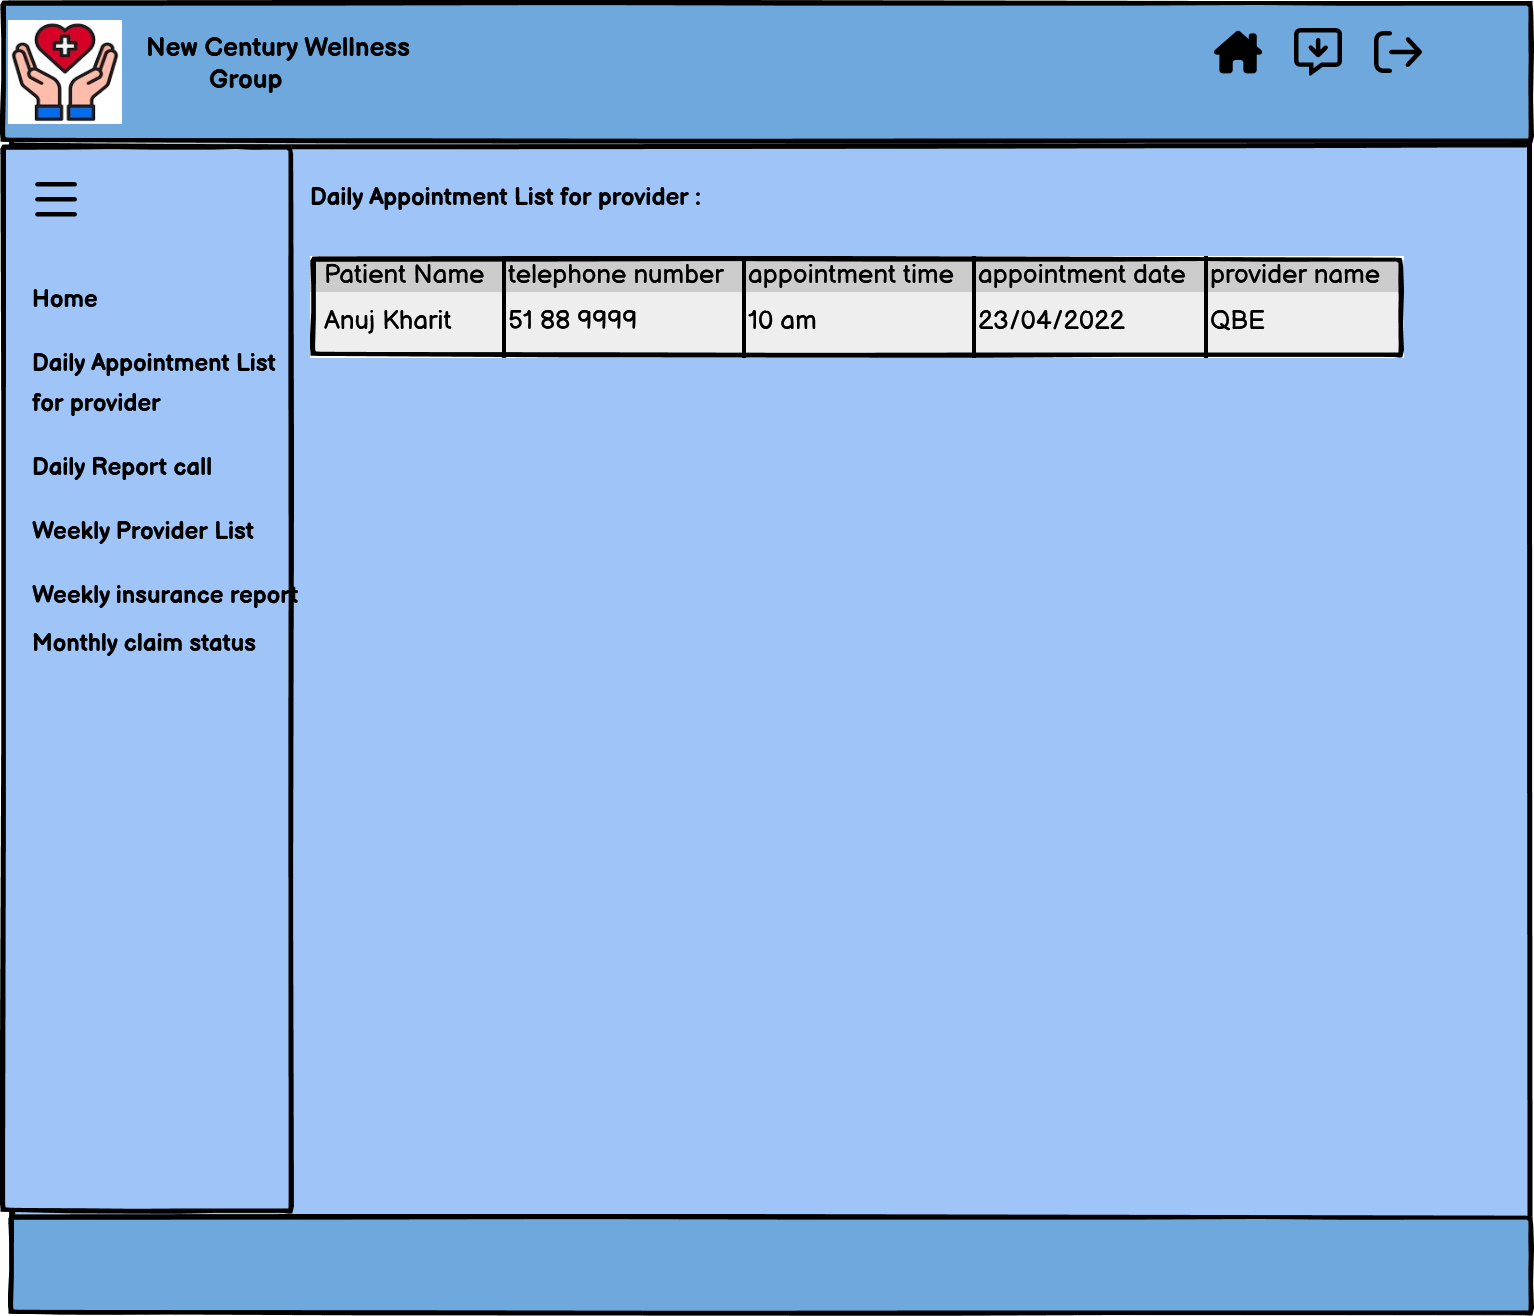 New Century Wellness
Group
Daily Appointment List for provider :
Home
Daily Appointment List
for provider
Daily Report call
Weekly Provider List
Weekly insurance report
Monthly claim status
Patient Name telephone number appointment time appointment date provider name
Anuj Kharit 51 88 9999 10 am 23/04/2022 QBE